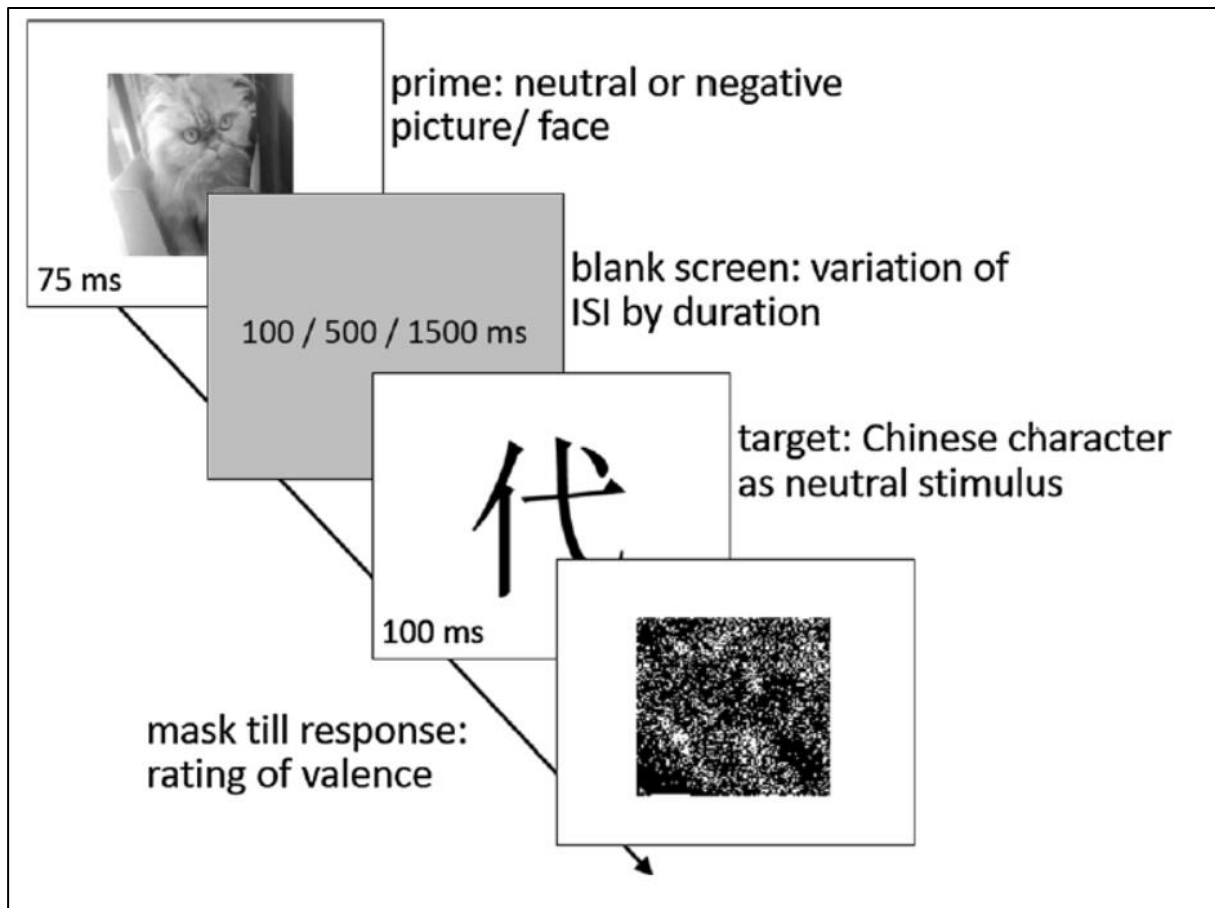 prime: neutral or negative
picture/ face
75 ms
blank screen: variation of
ISI by duration
100 / 500 / 1500 ms
target: Chinese character
as neutral stimulus
代
100 ms
mask till response:
rating of valence